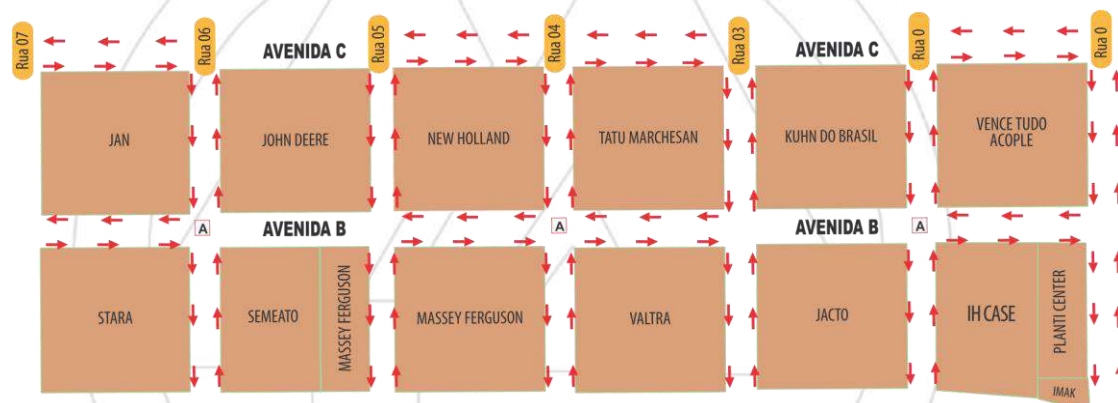 Rua 07
Rua 06
AVENIDA C
Rua 05
Rua 04
Rua 03
AVENIDA C
Rua 0
Rua 0
JAN
JOHN DEERE
NEW HOLLAND
TATU MARCHESAN
KUHN DO BRASIL
VENCE TUDO
ACOPLE
A
AVENIDA B
A
AVENIDA B
A
STARA
SEMEATO
MASSEY FERGUSON
MASSEY FERGUSON
VALTRA
JACTO
IH CASE
PLANTI CENTER
IMAK